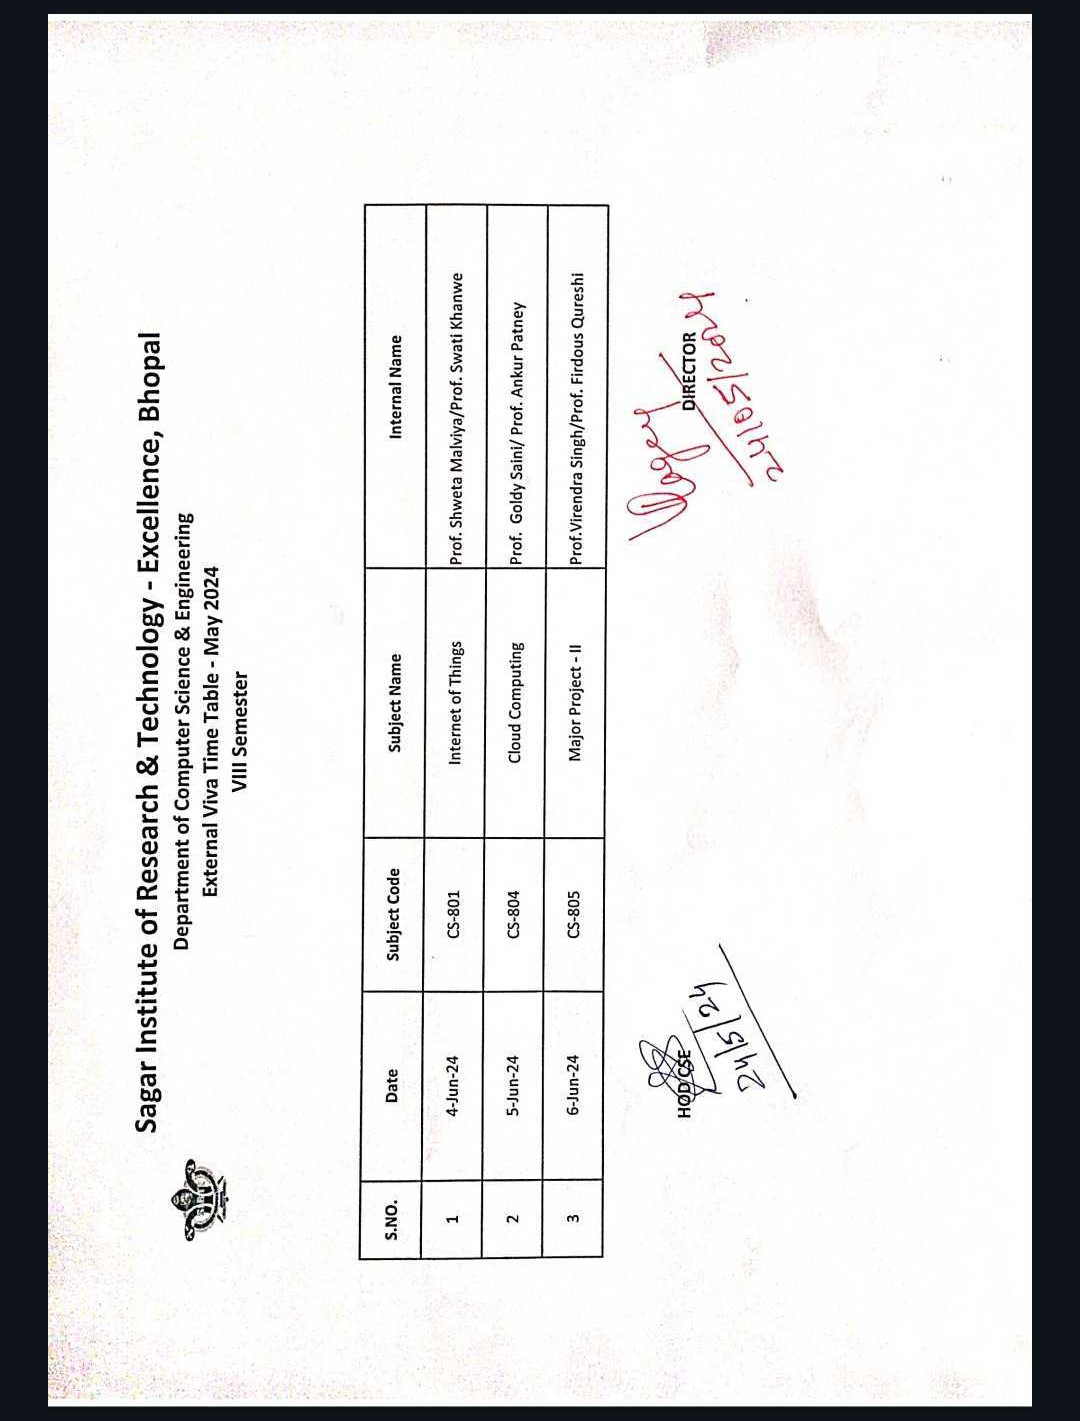 Sagar Institute of Research & Technology - Excellence, Bhopal
Department of Computer Science & Engineering
External Viva Time Table - May 2024
VIII Semester
S.NO. Date Subject Code Subject Name Internal Name
1 4-Jun-24 CS-801 Internet of Things Prof. Shweta Malviya/Prof. Swati Khanwe
2 5-Jun-24 CS-804 Cloud Computing Prof. Goldy Saini/ Prof. Ankur Patney
3 6-Jun-24 CS-805 Major Project - II Prof.Virendra Singh/Prof. Firdous Qureshi
HOD CSE DIRECTOR
24/5/24 24/05/2024